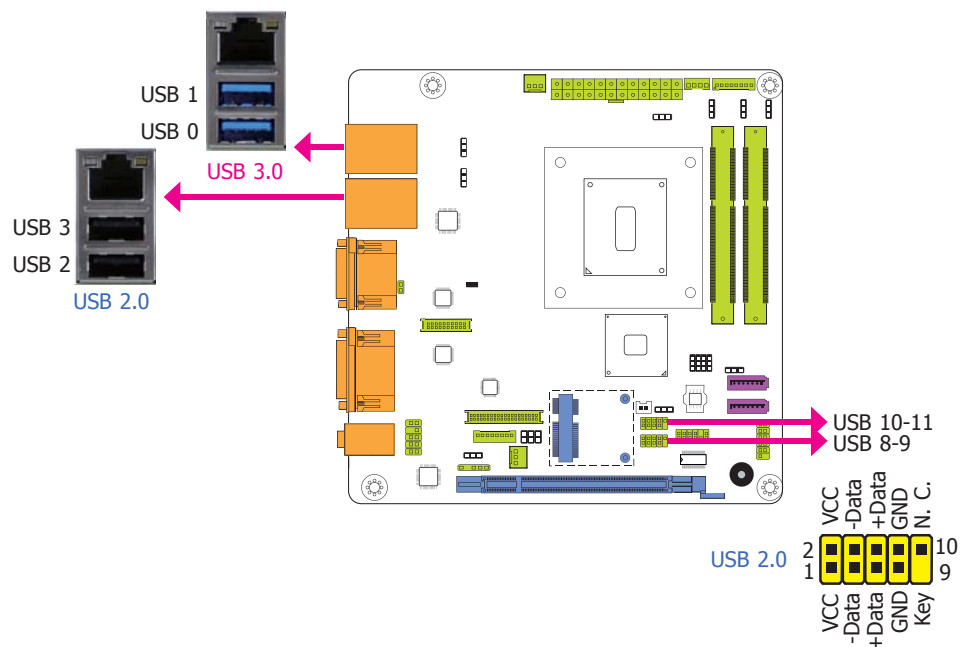 USB 1
USB 0
USB 3.0
USB 3
USB 2
USB 2.0
USB 10-11
USB 8-9
USB 2.0
VCC
-Data
+Data
GND
N. C.
2
10
1
9
VCC
-Data
+Data
GND
Key